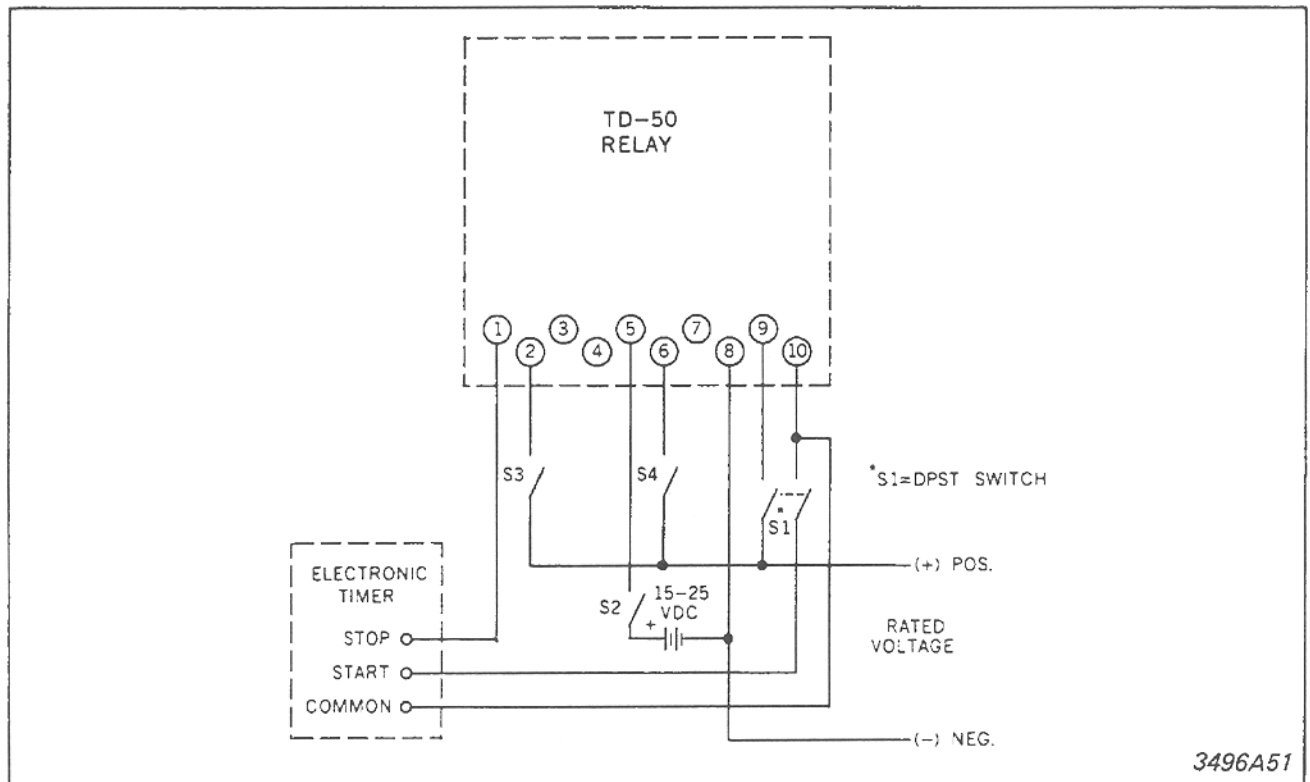 TD-50
RELAY
1
2
3
4
5
6
7
8
9
10
S3
S4
*S1=DPST SWITCH
*
S1
(+) POS.
ELECTRONIC
TIMER
S2
+
15-25
VDC
STOP
RATED
VOLTAGE
START
COMMON
(-) NEG.
3496A51